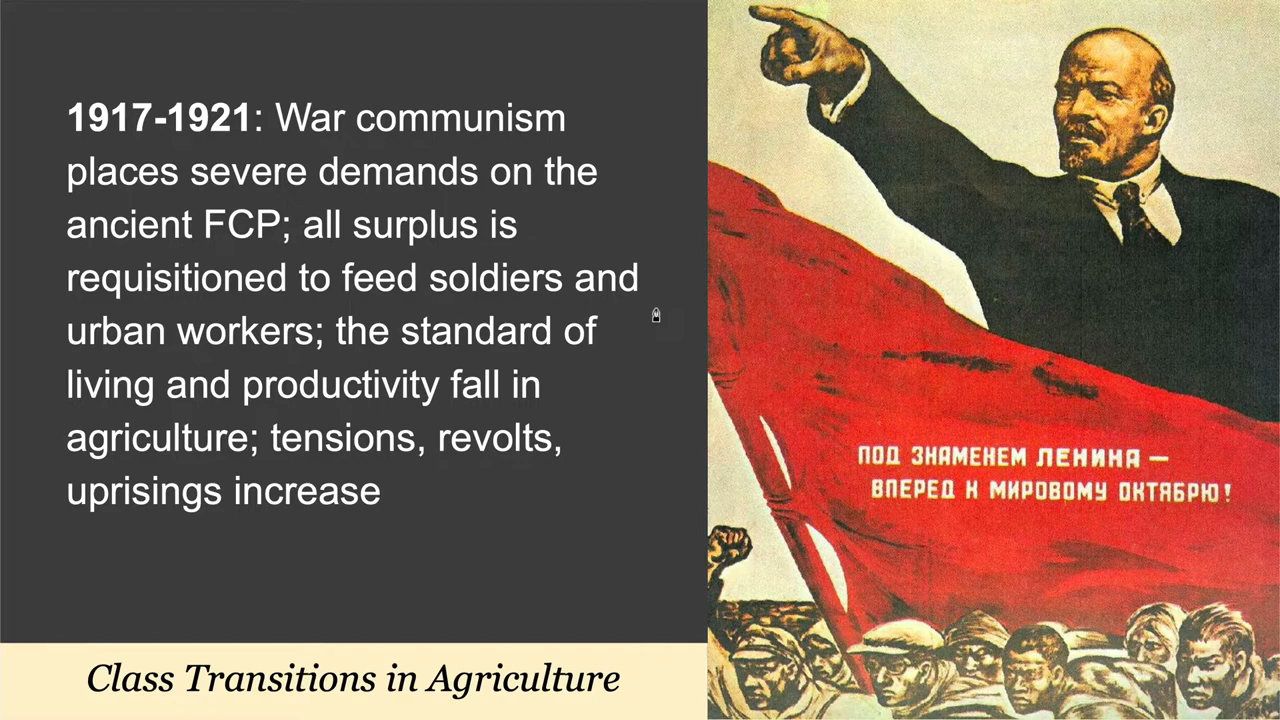 1917-1921: War communism
places severe demands on the
ancient FCP; all surplus is
requisitioned to feed soldiers and
urban workers; the standard of
living and productivity fall in
agriculture; tensions, revolts,
uprisings increase
Class Transitions in Agriculture
ПОД ЗНАМЕНЕМ ЛЕНИНА —
ВПЕРЕД К МИРОВОМУ ОКТЯБРЮ!